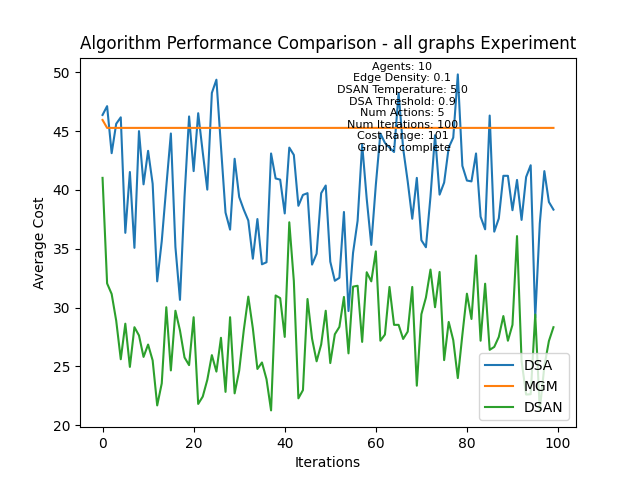 Algorithm Performance Comparison - all graphs Experiment
Agents: 10
Edge Density: 0.1
DSAN Temperature: 5.0
DSA Threshold: 0.9
Num Actions: 5
Num Iterations: 100
Cost Range: 101
Graph: complete
Average Cost
50
45
40
35
30
25
20
0
20
40
60
80
100
Iterations
DSA
MGM
DSAN